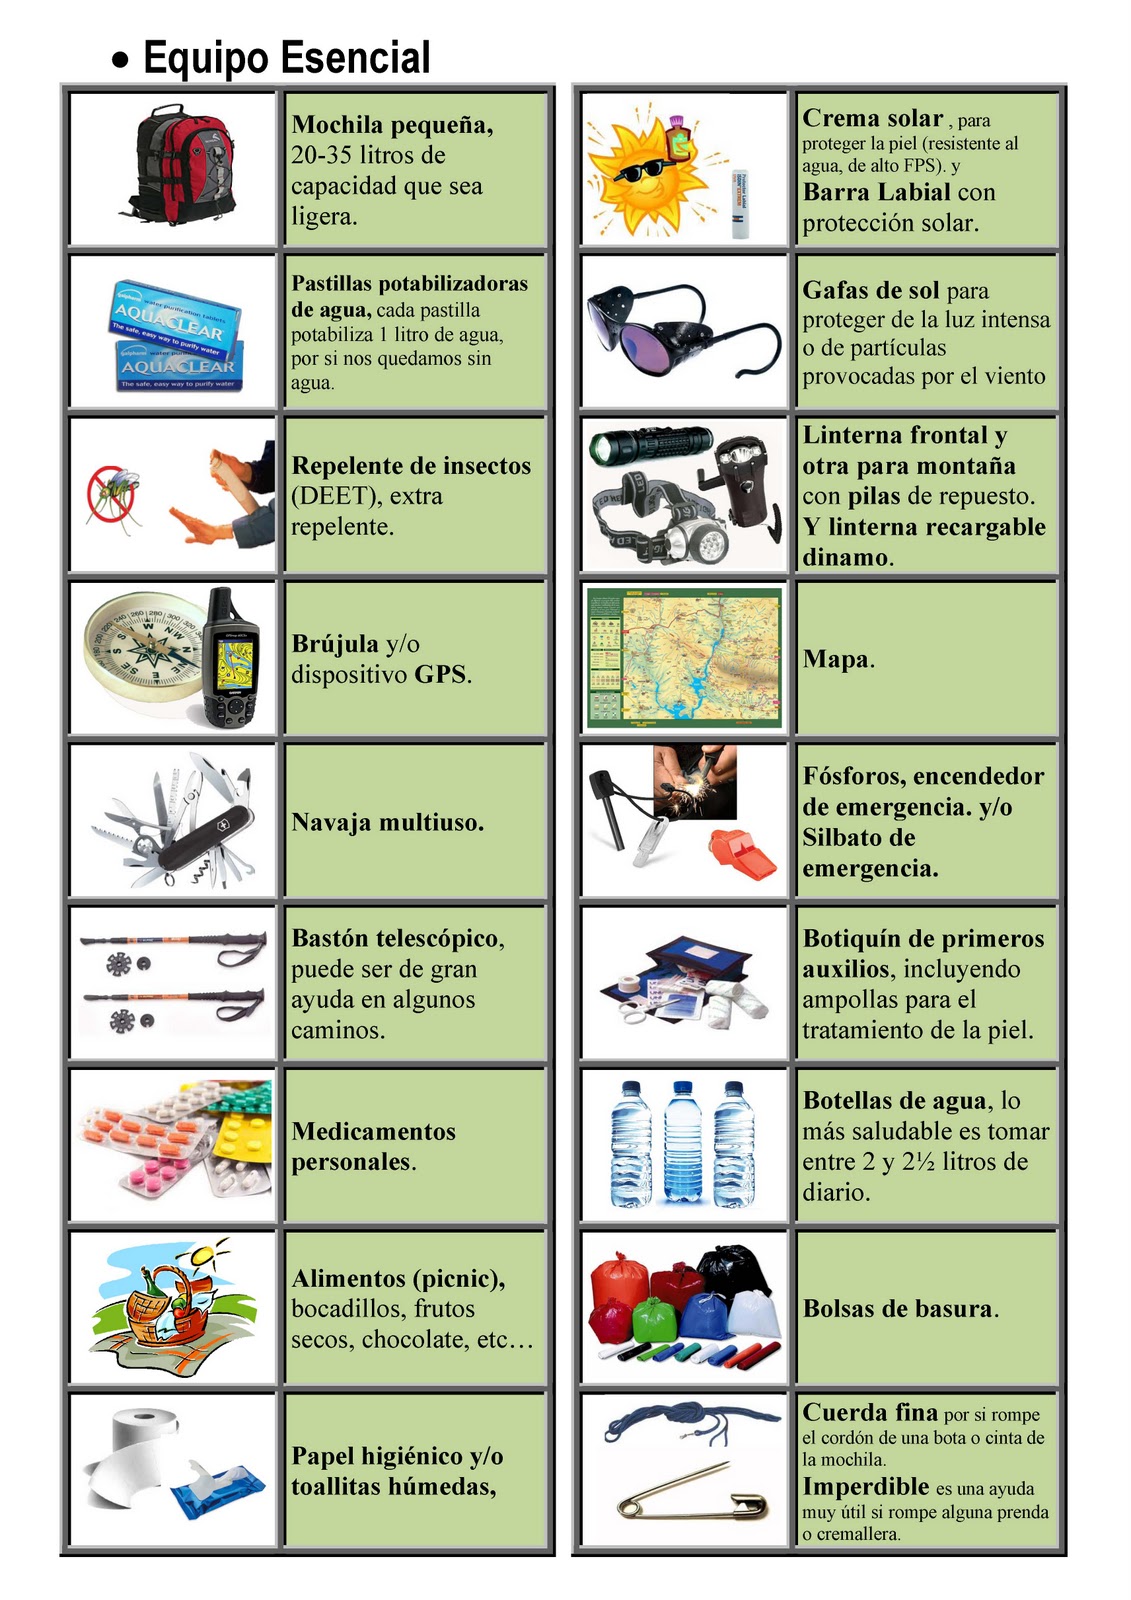 • Equipo Esencial
Mochila pequeña,
20-35 litros de
capacidad que sea
ligera.
Crema solar , para
proteger la piel (resistente al
agua, de alto FPS). y
Barra Labial con
protección solar.
galpharm water purification tablets
AQUACLEAR
The safe, easy way to purify water
galpharm water purif
AQUACLEAR
The safe, easy way to purify water
Pastillas potabilizadoras
de agua, cada pastilla
potabiliza 1 litro de agua,
por si nos quedamos sin
agua.
Gafas de sol para
proteger de la luz intensa
o de partículas
provocadas por el viento
Repelente de insectos
(DEET), extra
repelente.
Linterna frontal y
otra para montaña
con pilas de repuesto.
Y linterna recargable
dinamo.
Brújula y/o
dispositivo GPS.
Mapa.
Navaja multiuso.
Fósforos, encendedor
de emergencia. y/o
Silbato de
emergencia.
Bastón telescópico,
puede ser de gran
ayuda en algunos
caminos.
Botiquín de primeros
auxilios, incluyendo
ampollas para el
tratamiento de la piel.
Medicamentos
personales.
Botellas de agua, lo
más saludable es tomar
entre 2 y 2½ litros de
diario.
Alimentos (picnic),
bocadillos, frutos
secos, chocolate, etc…
Bolsas de basura.
Papel higiénico y/o
toallitas húmedas,
Cuerda fina por si rompe
el cordón de una bota o cinta de
la mochila.
Imperdible es una ayuda
muy útil si rompe alguna prenda
o cremallera.